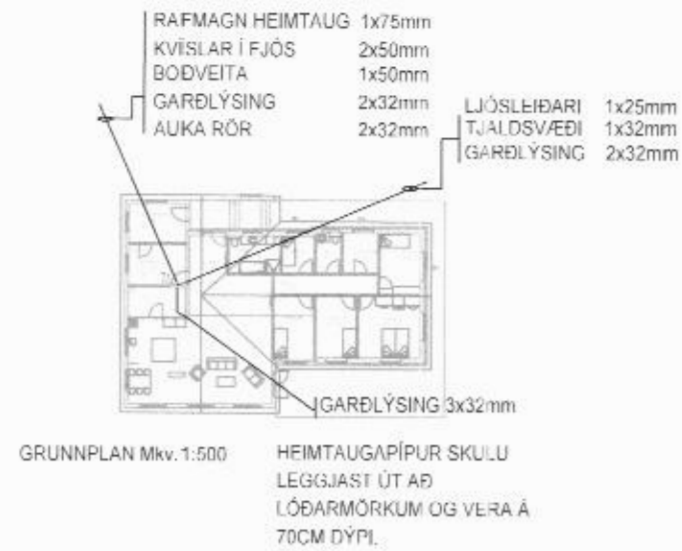 RAFMAGN HEIMTAUG 1x75mm
KVÍSLAR Í FJÓS 2x50mm
BOÐVEITA 1x50mm
GARÐLÝSING 2x32mm
AUKA RÖR 2x32mm
LJÓSLEIÐARI 1x25mm
TJALDSVÆÐI 1x32mm
GARÐLÝSING 2x32mm
GARÐLÝSING 3x32mm
GRUNNPLAN Mkv. 1:500
HEIMTAUGAPÍPUR SKULU
LEGGJAST ÚT AÐ
LÓÐARMÖRKUM OG VERA Á
70CM DÝPI.